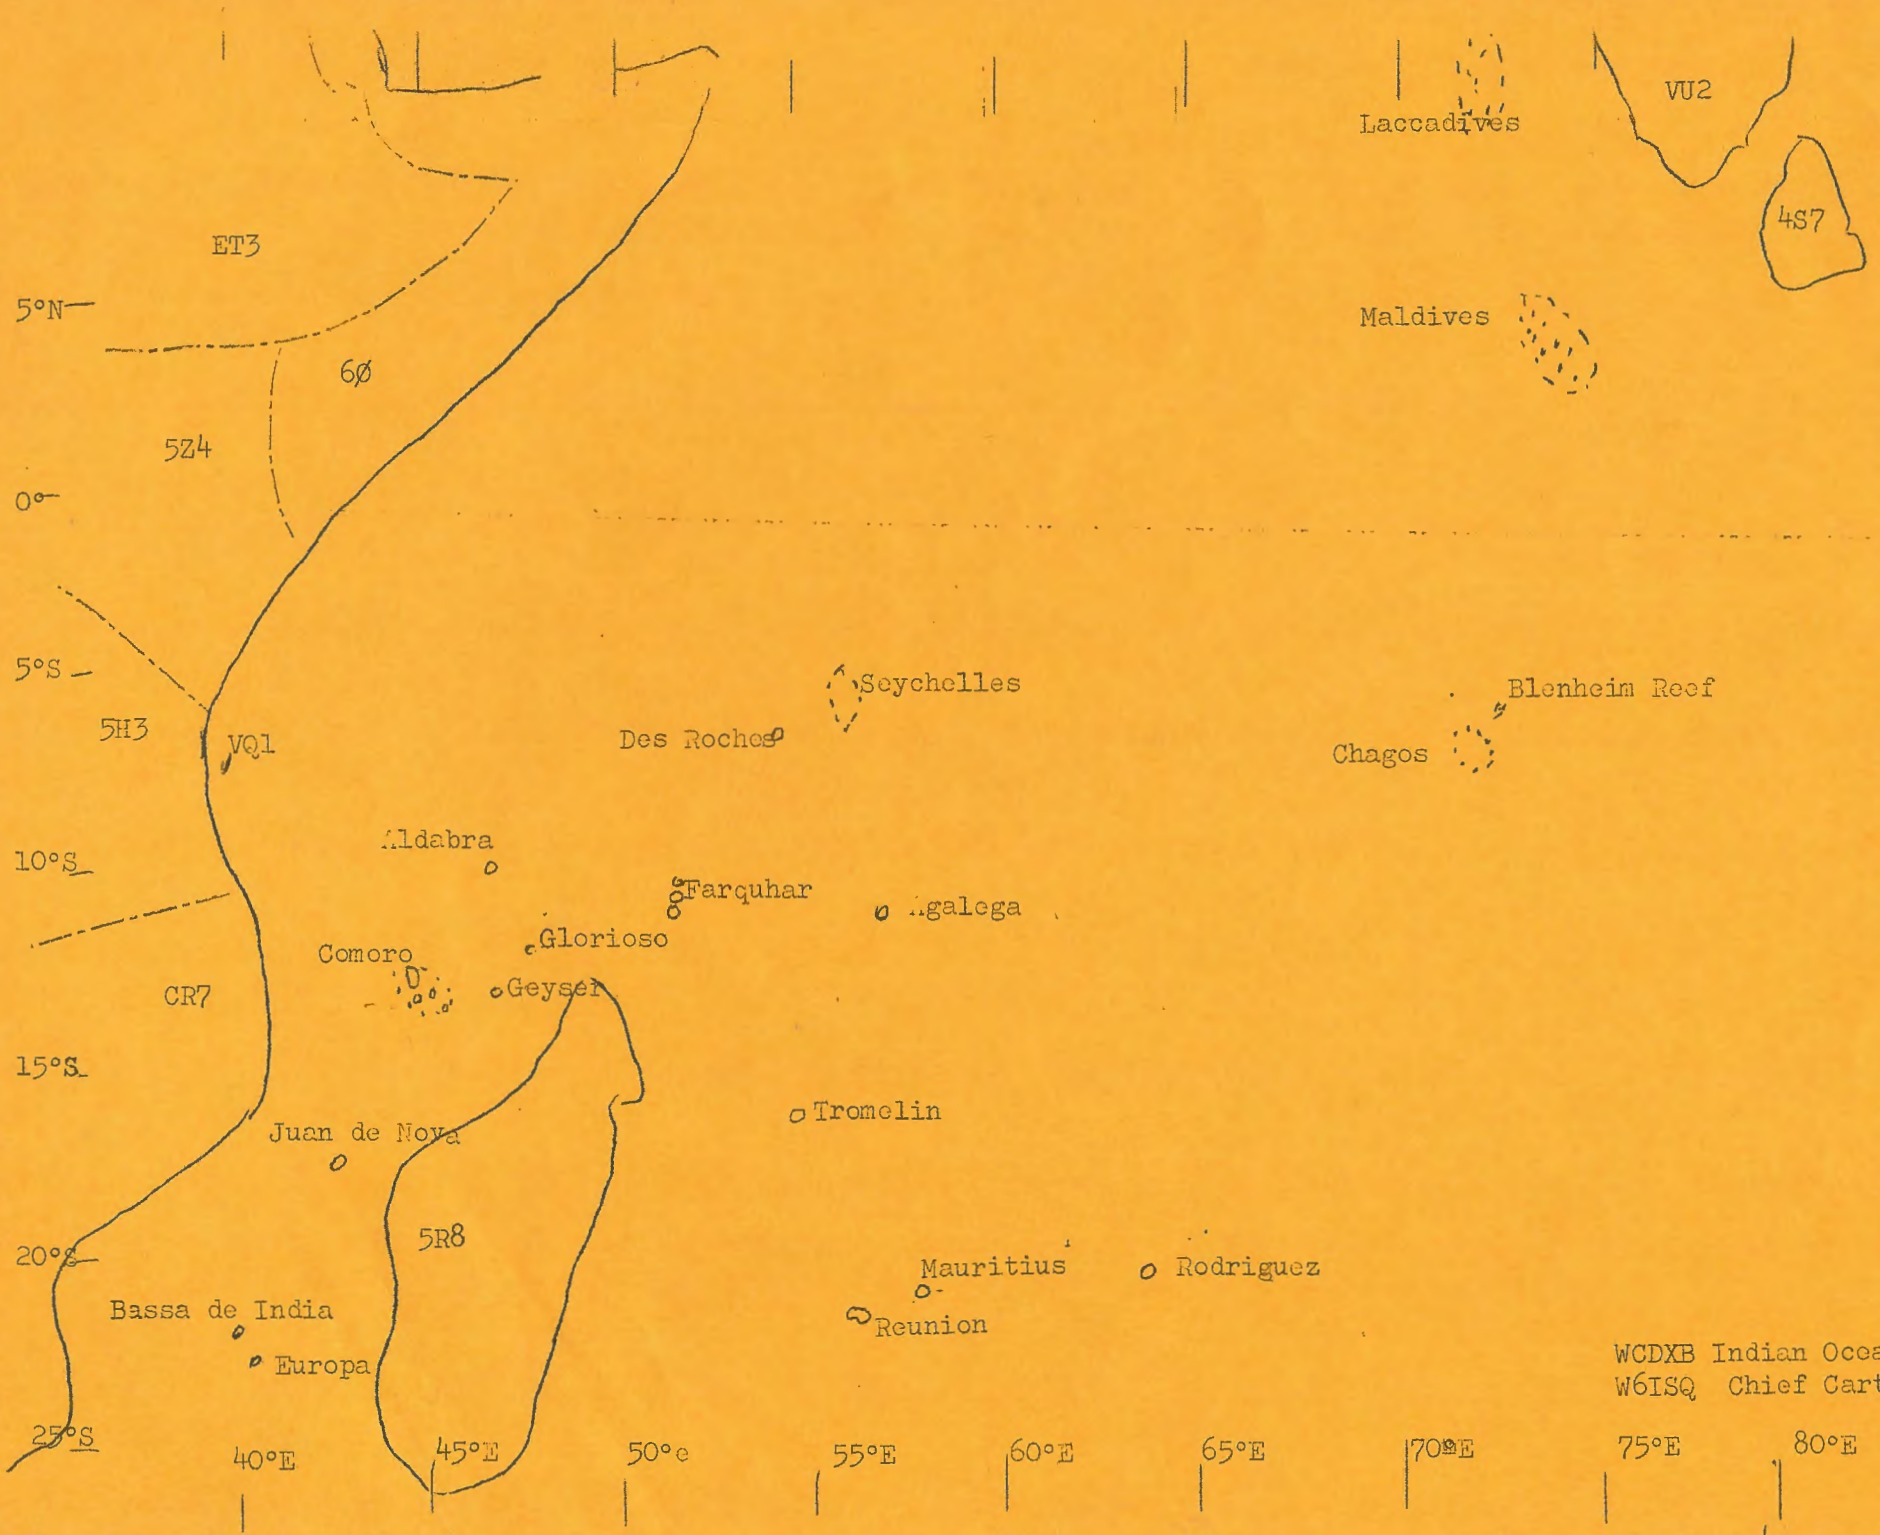 VU2
Laccadives
4S7
ET3
5°N
Maldives
6Ø
5Z4
0°
5°S
Seychelles
Blenheim Reef
5H3
VQ1
Des Roches
Chagos
Aldabra
10°S
Farquhar
Agalega
Glorioso
Comoro
Geyser
CR7
15°S
Tromelin
Juan de Nova
5R8
20°S
Mauritius
Rodriguez
Bassa de India
Reunion
Europa
WCDXB Indian Ocea
W6ISQ Chief Cart
25°S
40°E
45°E
50°e
55°E
60°E
65°E
70°E
75°E
80°E